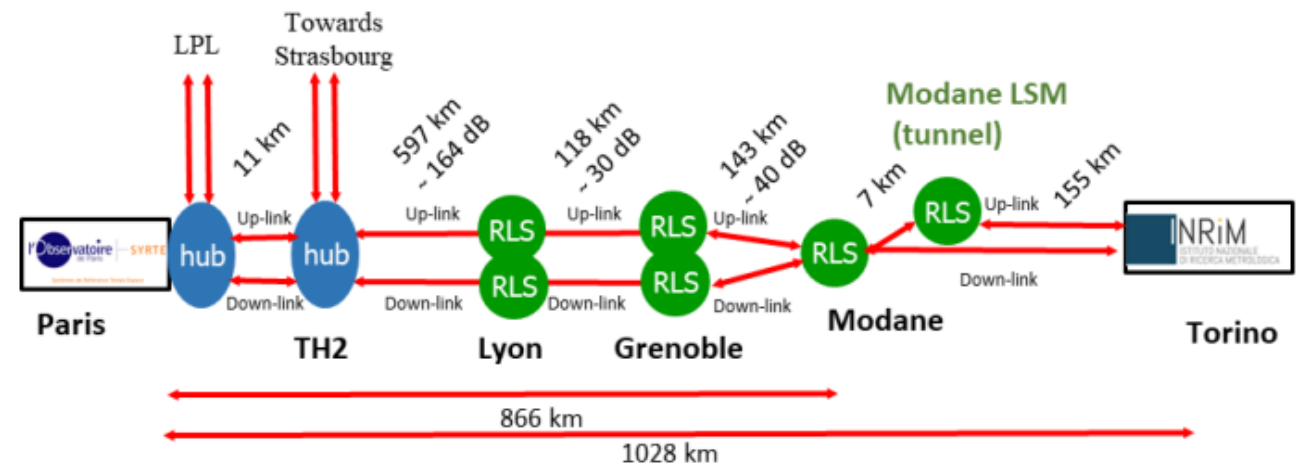 LPL
Towards
Strasbourg
11 km
597 km
~ 164 dB
118 km
~ 30 dB
143 km
~ 40 dB
7 km
Modane LSM
(tunnel)
155 km
Up-link
Up-link
Up-link
Up-link
Up-link
l'Observatoire
de Paris
SYRTE
hub
hub
RLS
RLS
RLS
RLS
RLS
RLS
INRiM
ISTITUTO NAZIONALE
DI RICERCA METROLOGICA
Down-link
Down-link
Down-link
Down-link
Down-link
Paris
TH2
Lyon
Grenoble
Modane
Torino
866 km
1028 km